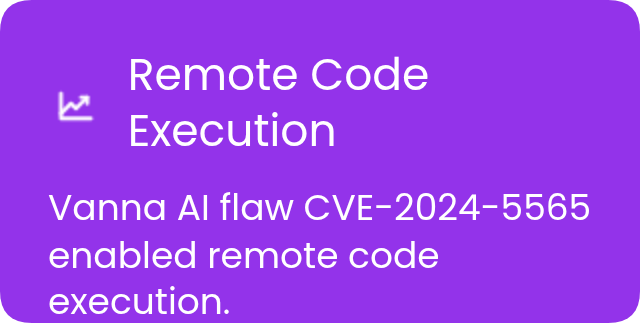 Remote Code
Execution
Vanna AI flaw CVE-2024-5565
enabled remote code
execution.